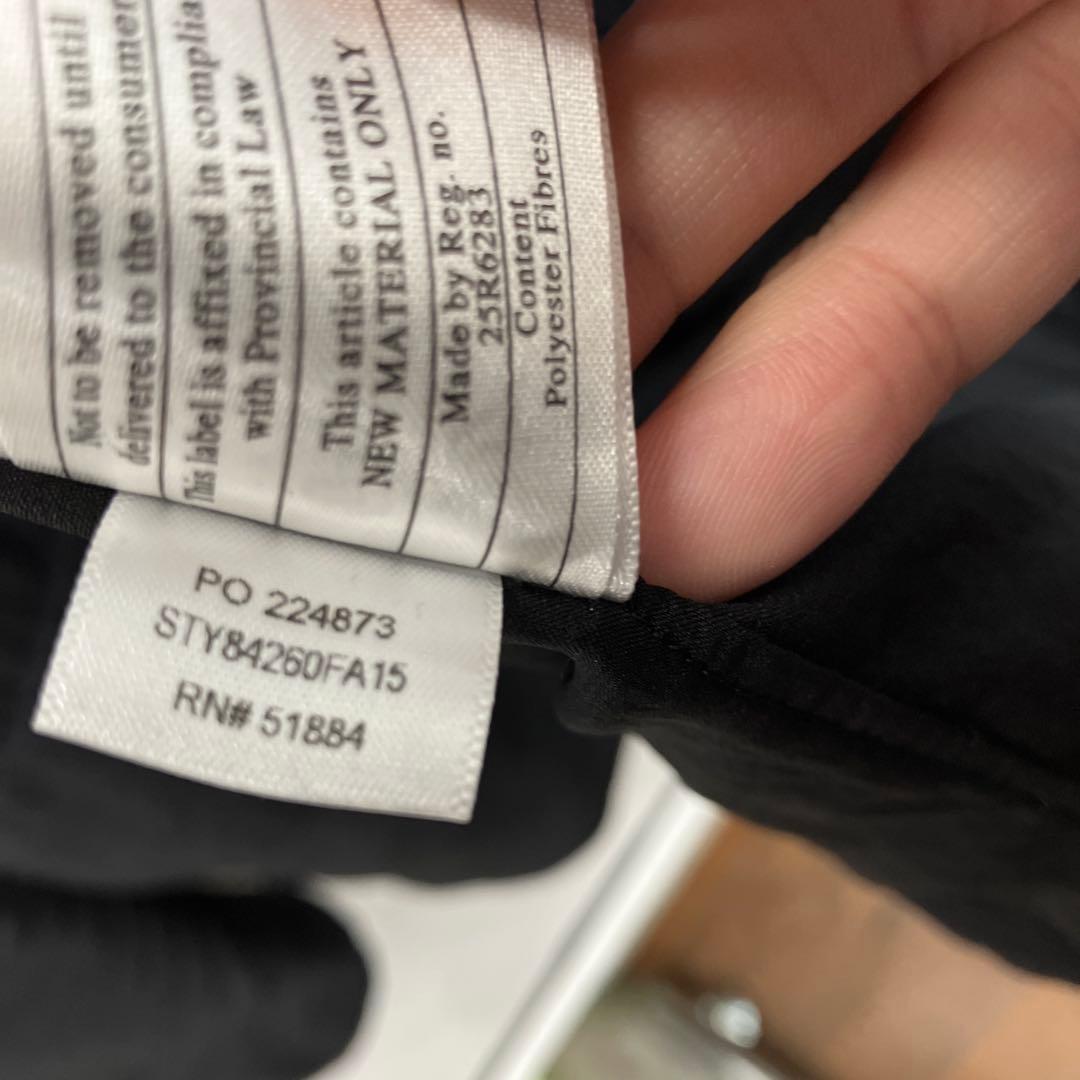 Not to be removed until
delivered to the consumer
This label is affixed in complia
with Provincial Law
This article contains
NEW MATERIAL ONLY
Made by Reg. no.
25R6283
Content
Polyester Fibres
PO 224873
STY84260FA15
RN# 51884